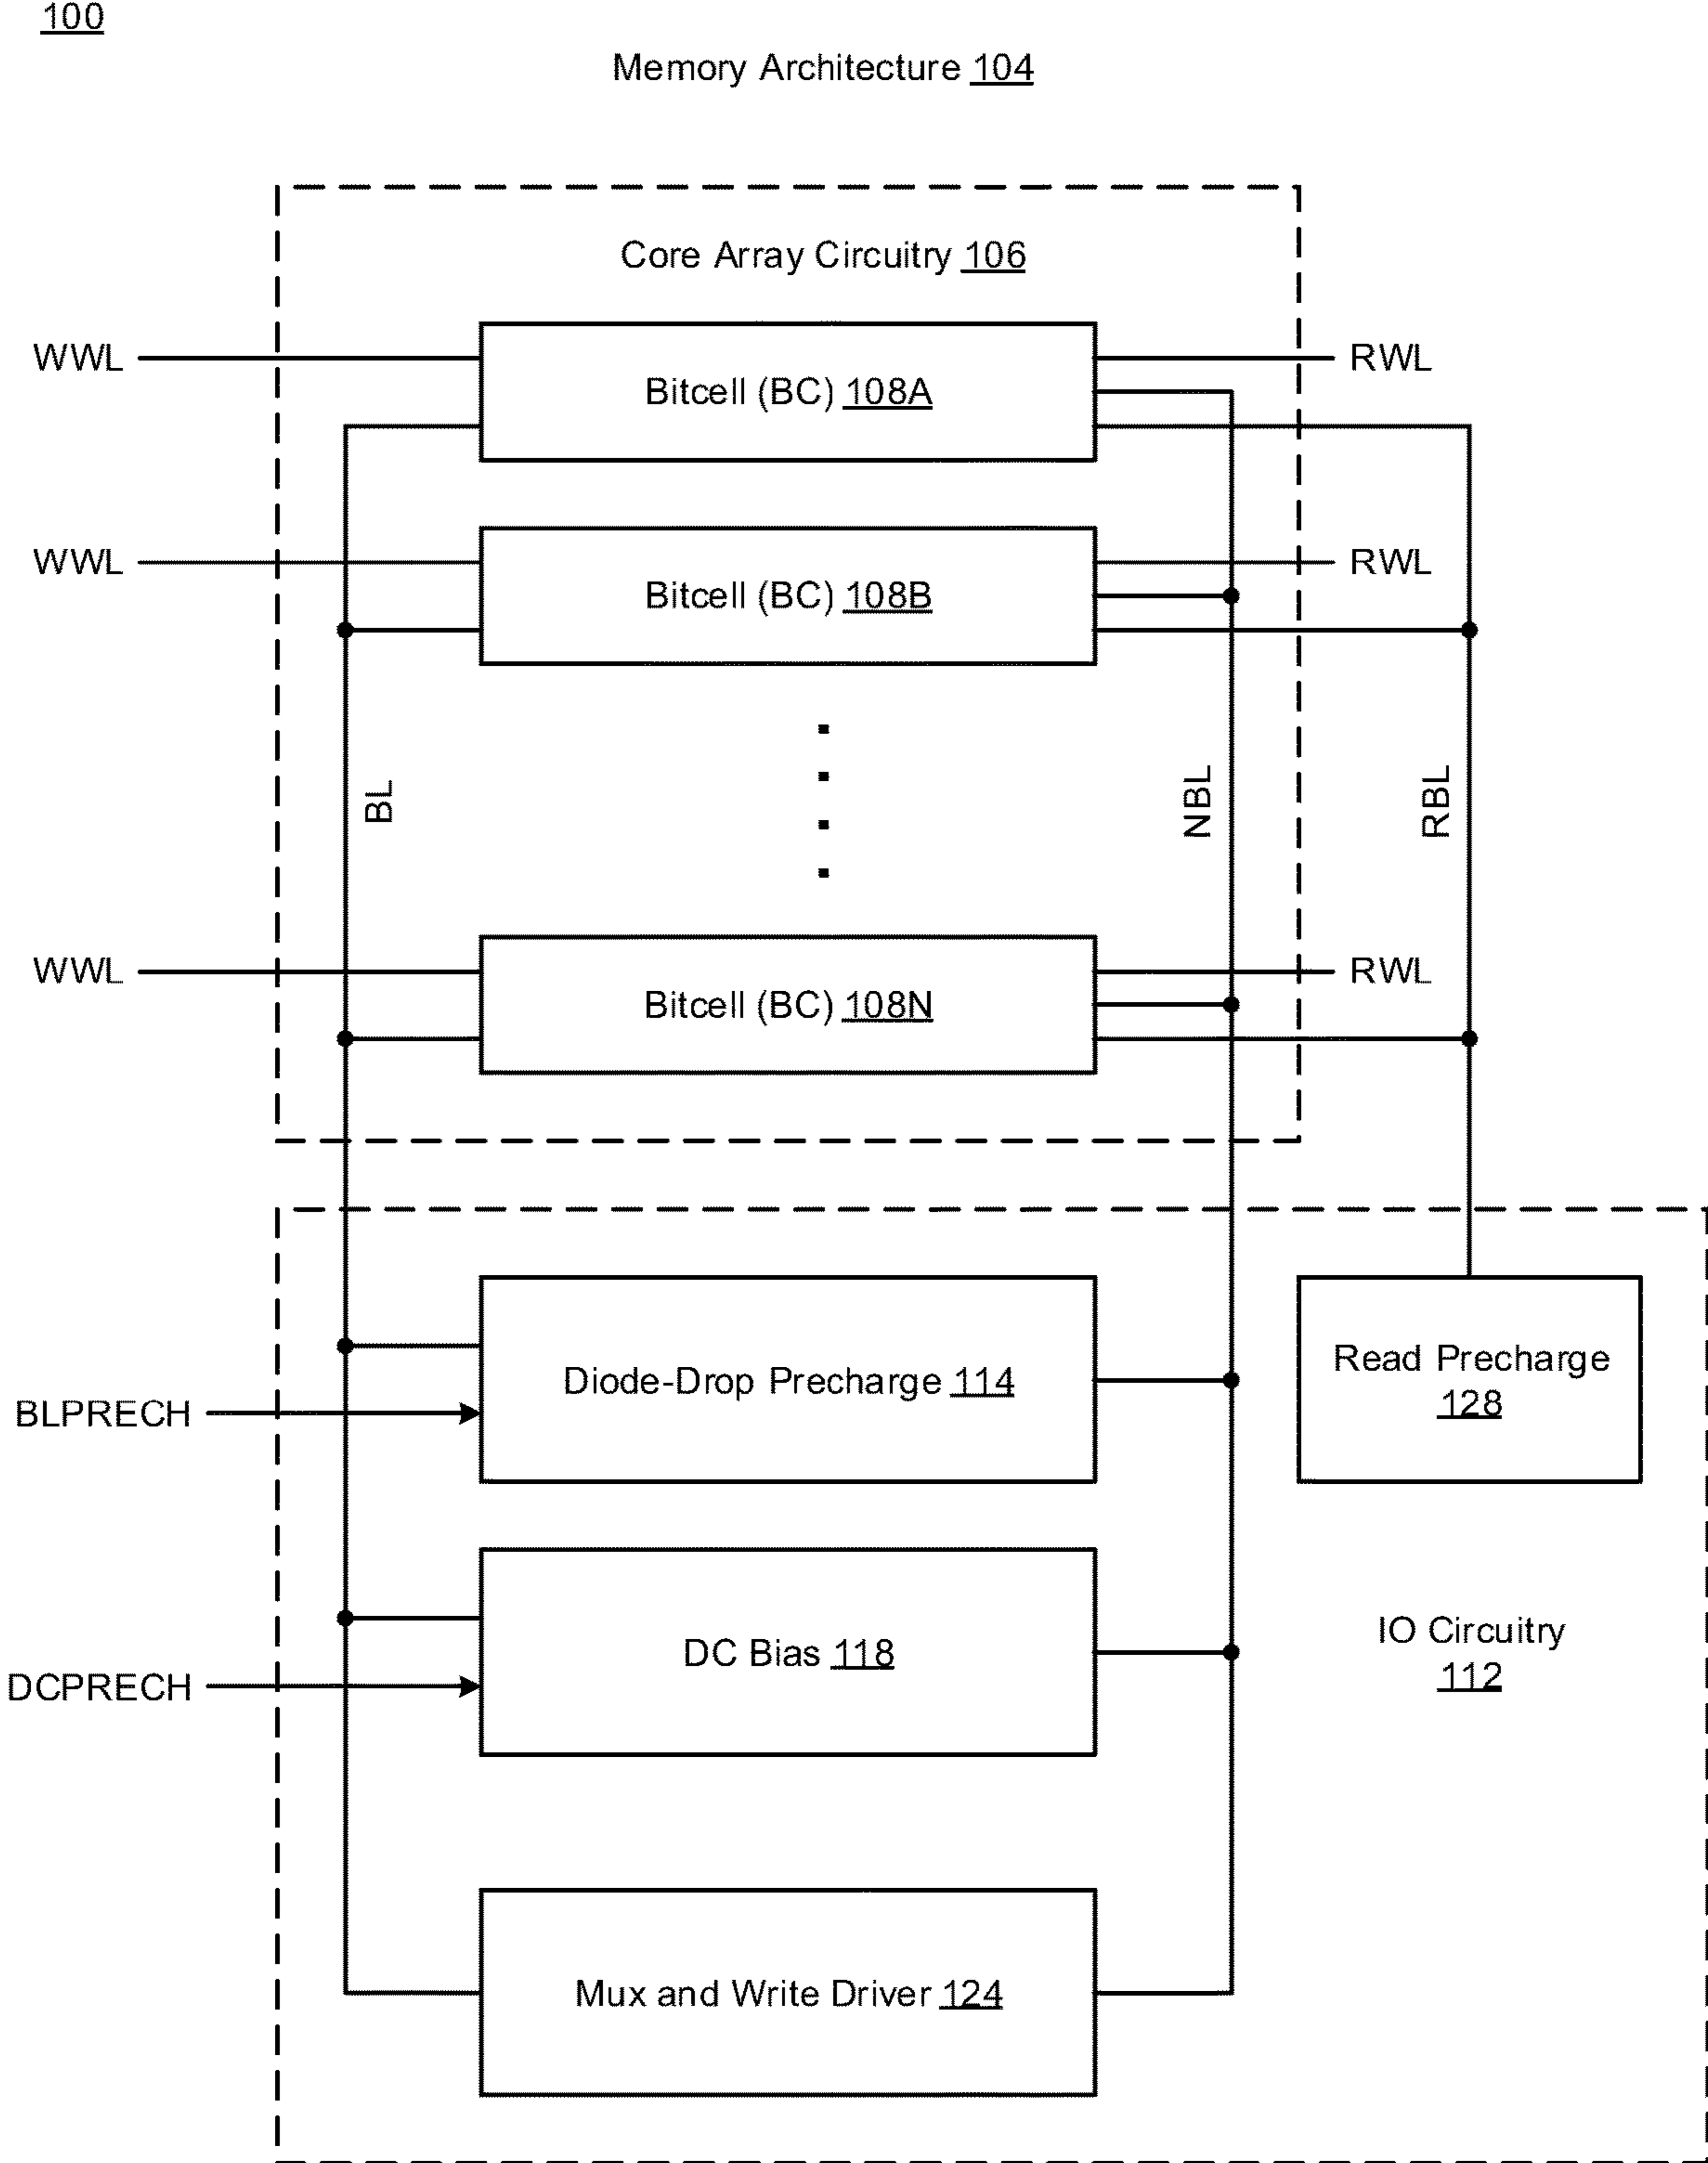 100
Memory Architecture 104
Core Array Circuitry 106
WWL
RWL
Bitcell (BC) 108A
WWL
RWL
Bitcell (BC) 108B
BL
NBL
RBL
WWL
RWL
Bitcell (BC) 108N
Diode-Drop Precharge 114
BLPRECH
Read Precharge
128
DC Bias 118
DCPRECH
IO Circuitry
112
Mux and Write Driver 124